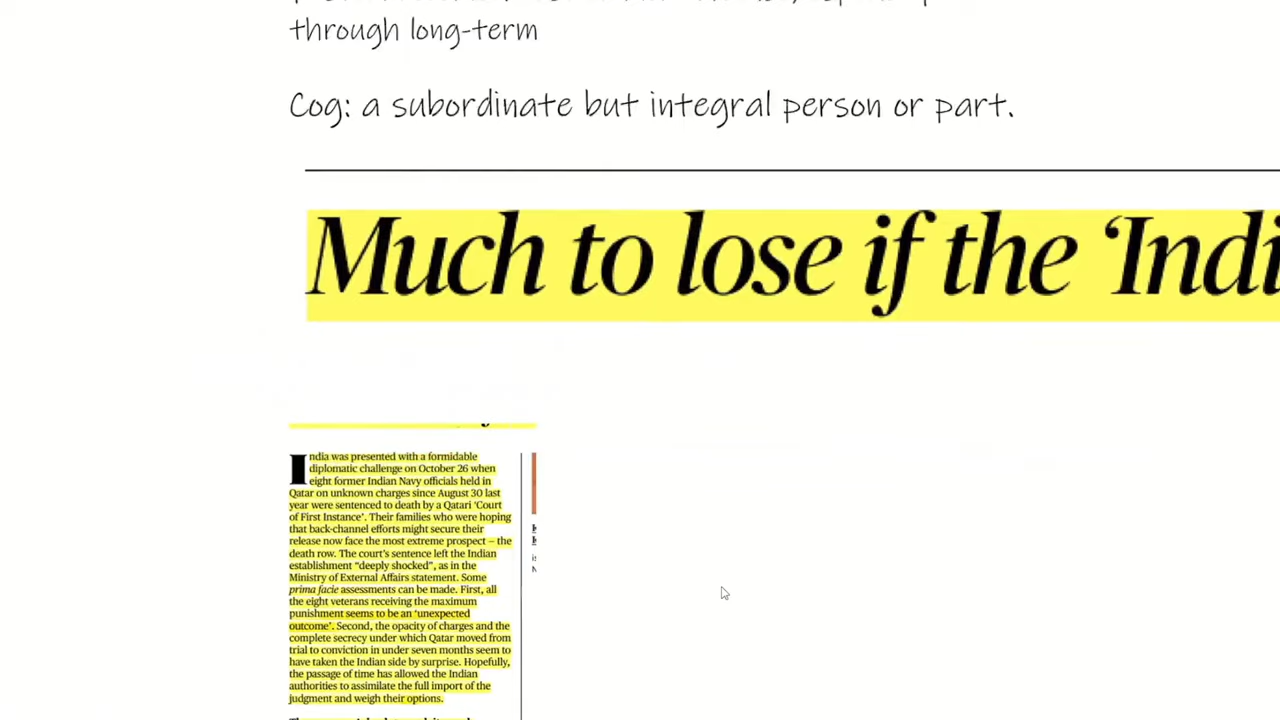 through long-term
Cog: a subordinate but integral person or part.
Much to lose if the ‘Indi
India was presented with a formidable
diplomatic challenge on October 26 when
eight former Indian Navy officials held in
Qatar on unknown charges since August 30 last
year were sentenced to death by a Qatari ‘Court
of First Instance’. Their families who were hoping
that back-channel efforts might secure their
release now face the most extreme prospect – the
death row. The court’s sentence left the Indian
establishment “deeply shocked”, as in the
Ministry of External Affairs statement. Some
prima facie assessments can be made. First, all
the eight veterans receiving the maximum
punishment seems to be an ‘unexpected
outcome’. Second, the opacity of charges and the
complete secrecy under which Qatar moved from
trial to conviction in under seven months seem to
have taken the Indian side by surprise. Hopefully,
the passage of time has allowed the Indian
authorities to assimilate the full import of the
judgment and weigh their options.